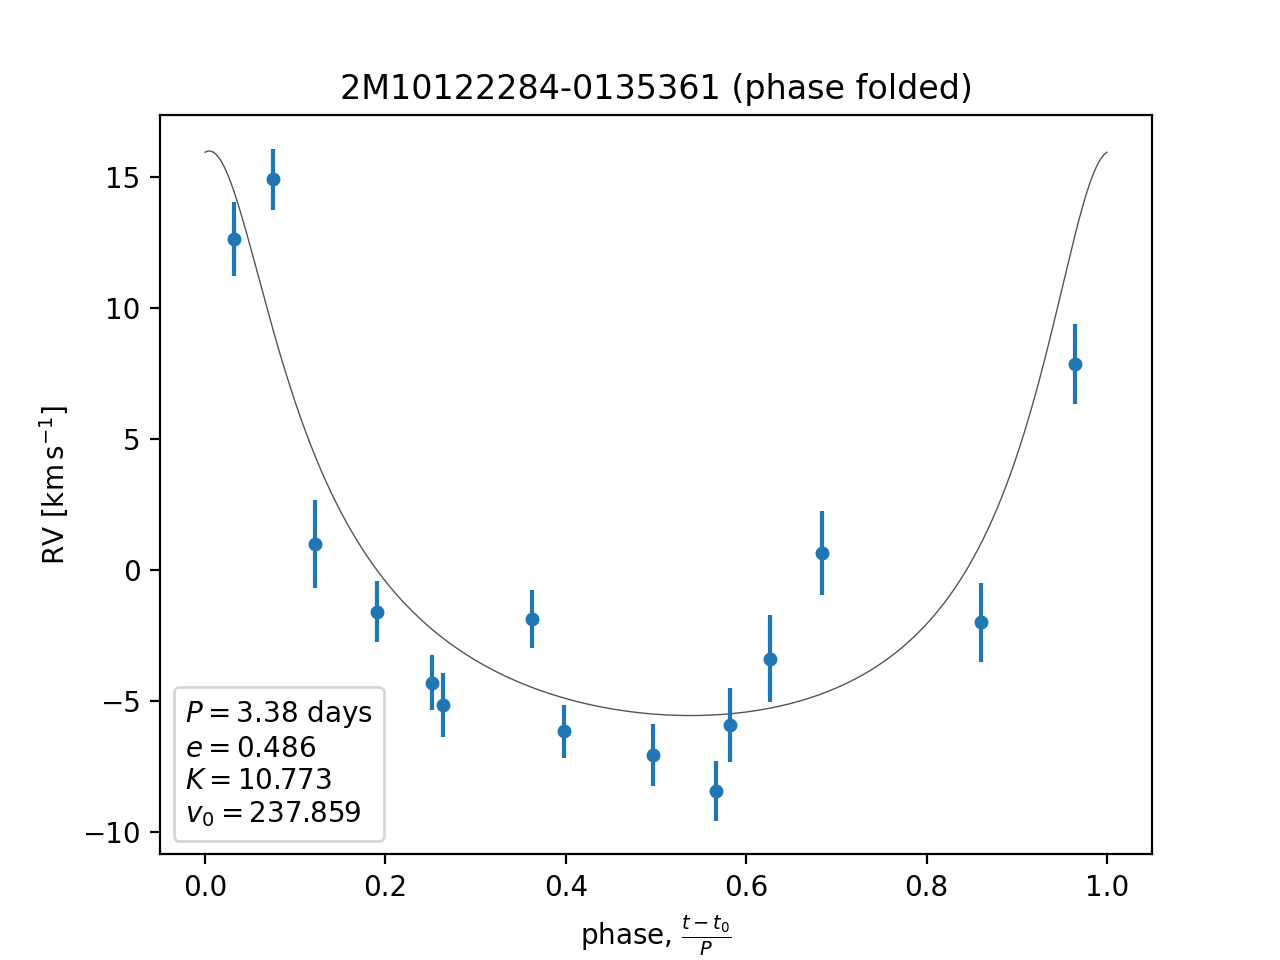 2M10122284-0135361 (phase folded)
RV [km s⁻¹]
15
10
5
0
−5
−10
P = 3.38 days
e = 0.486
K = 10.773
v₀ = 237.859
0.0 0.2 0.4 0.6 0.8 1.0
phase, (t − t₀)/P